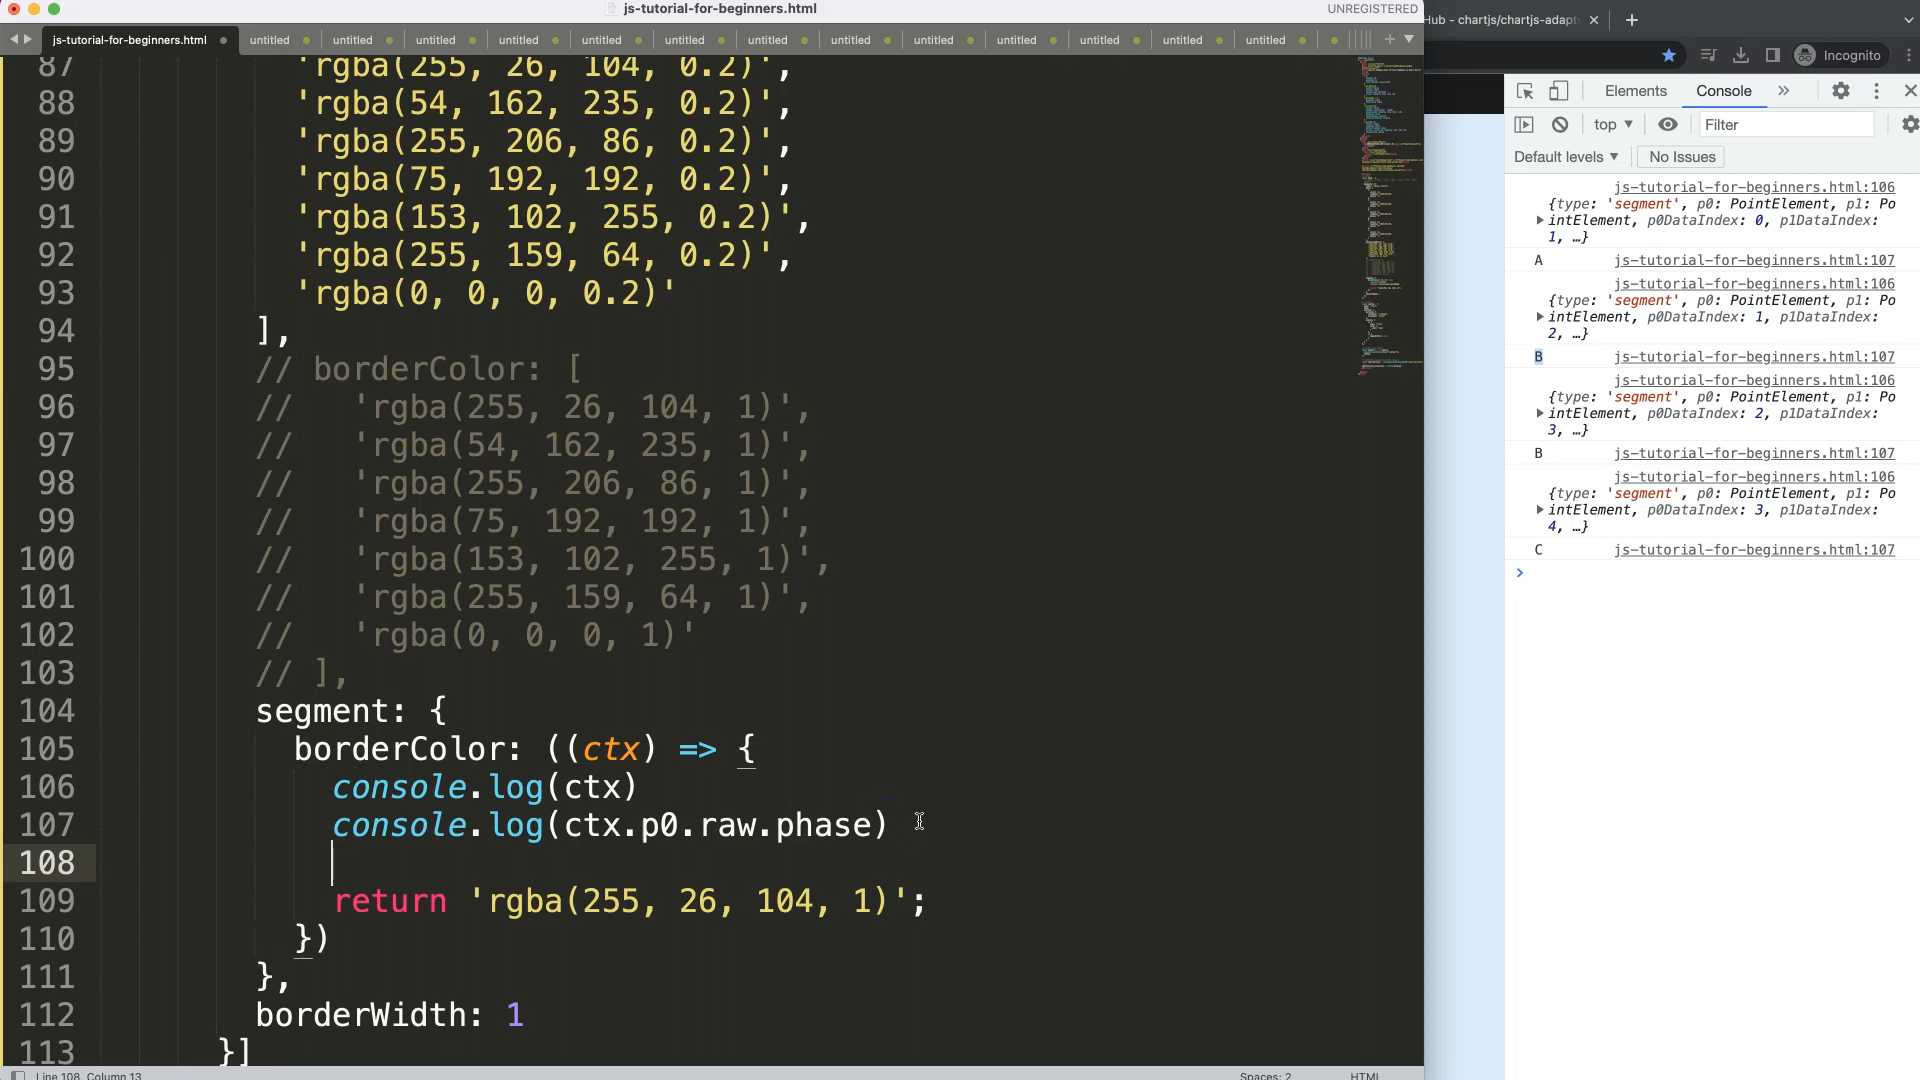 js-tutorial-for-beginners.html
UNREGISTERED
js-tutorial-for-beginners.html untitled untitled untitled untitled untitled untitled untitled untitled untitled untitled untitled untitled untitled
87 'rgba(255, 26, 104, 0.2)',
88 'rgba(54, 162, 235, 0.2)',
89 'rgba(255, 206, 86, 0.2)',
90 'rgba(75, 192, 192, 0.2)',
91 'rgba(153, 102, 255, 0.2)',
92 'rgba(255, 159, 64, 0.2)',
93 'rgba(0, 0, 0, 0.2)'
94 ],
95 // borderColor: [
96 // 'rgba(255, 26, 104, 1)',
97 // 'rgba(54, 162, 235, 1)',
98 // 'rgba(255, 206, 86, 1)',
99 // 'rgba(75, 192, 192, 1)',
100 // 'rgba(153, 102, 255, 1)',
101 // 'rgba(255, 159, 64, 1)',
102 // 'rgba(0, 0, 0, 1)'
103 // ],
104 segment: {
105 borderColor: ((ctx) => {
106 console.log(ctx)
107 console.log(ctx.p0.raw.phase)
108
109 return 'rgba(255, 26, 104, 1)';
110 })
111 },
112 borderWidth: 1
113 }]
Line 108, Column 13
Spaces: 2
HTML
Hub - chartjs/chartjs-adapt
Incognito
Elements Console
top
Filter
Default levels
No Issues
js-tutorial-for-beginners.html:106
{type: 'segment', p0: PointElement, p1: Po
intElement, p0DataIndex: 0, p1DataIndex:
1, …}
A js-tutorial-for-beginners.html:107
js-tutorial-for-beginners.html:106
{type: 'segment', p0: PointElement, p1: Po
intElement, p0DataIndex: 1, p1DataIndex:
2, …}
B js-tutorial-for-beginners.html:107
js-tutorial-for-beginners.html:106
{type: 'segment', p0: PointElement, p1: Po
intElement, p0DataIndex: 2, p1DataIndex:
3, …}
B js-tutorial-for-beginners.html:107
js-tutorial-for-beginners.html:106
{type: 'segment', p0: PointElement, p1: Po
intElement, p0DataIndex: 3, p1DataIndex:
4, …}
C js-tutorial-for-beginners.html:107